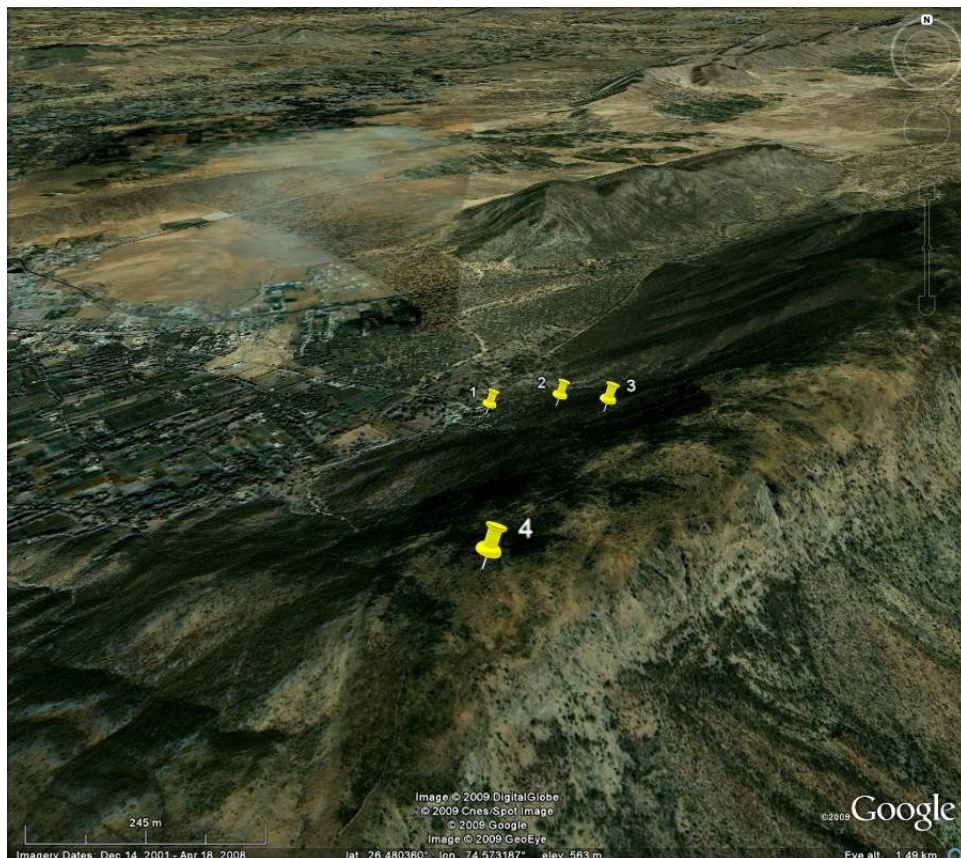 N
1
2
3
4
Image © 2009 DigitalGlobe
© 2009 Cnes/Spot Image
© 2009 Google
Image © 2009 GeoEye
©2009 Google
245 m
Imagery Dates: Dec 14, 2001 - Apr 18, 2008 lat 26.480360° lon 74.573187° elev 563 m Eye alt 1.49 km